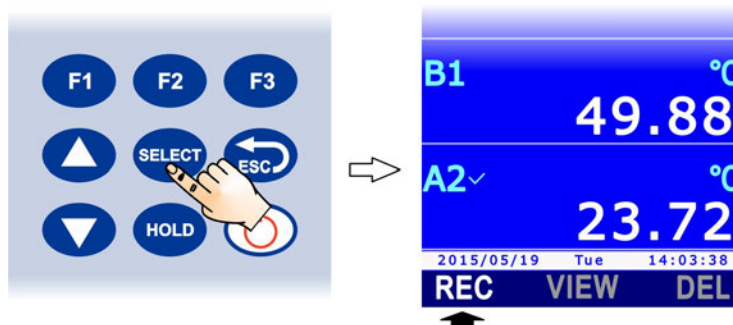 F1 F2 F3
SELECT ESC
HOLD
B1 °C
49.88
A2✓ °C
23.72
2015/05/19 Tue 14:03:38
REC VIEW DEL